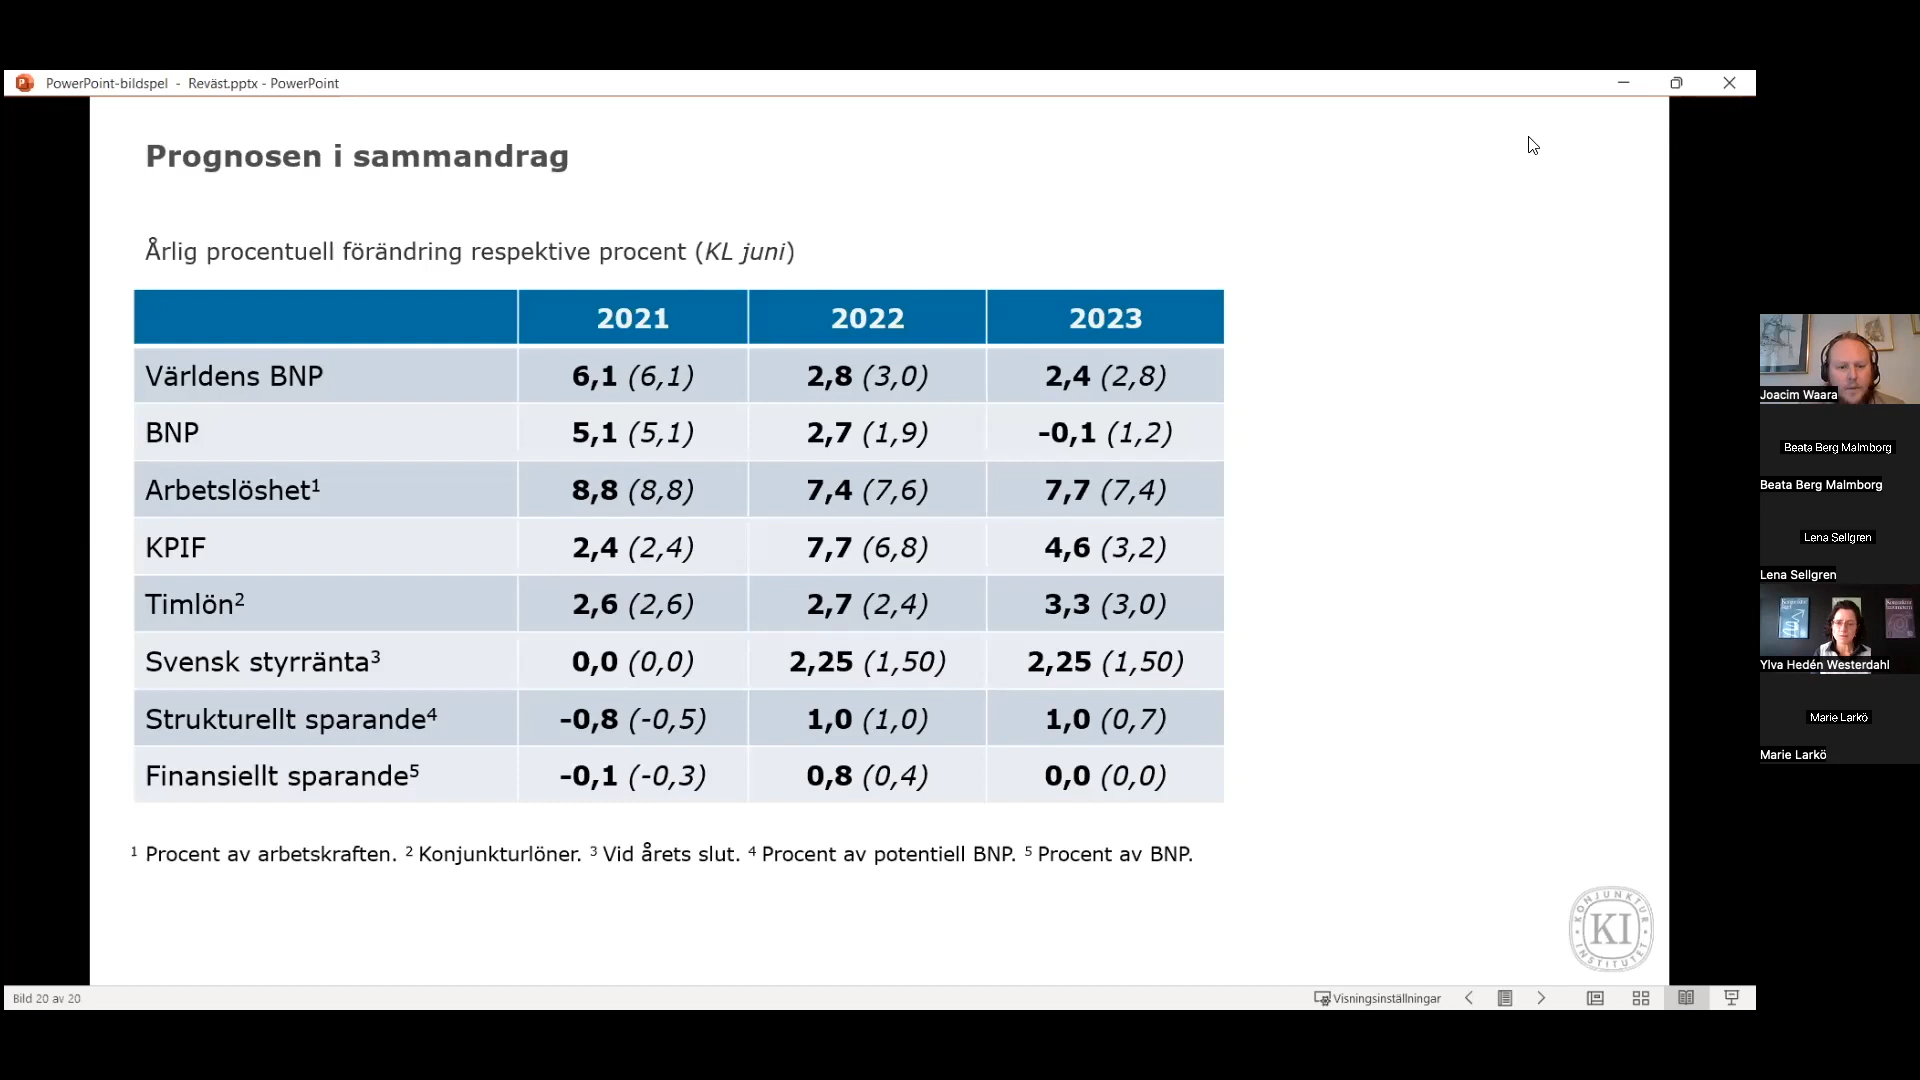 PowerPoint-bildspel - Reväst.pptx - PowerPoint
Prognosen i sammandrag
Årlig procentuell förändring respektive procent (KL juni)
2021 2022 2023
Världens BNP 6,1 (6,1) 2,8 (3,0) 2,4 (2,8)
BNP 5,1 (5,1) 2,7 (1,9) -0,1 (1,2)
Arbetslöshet¹ 8,8 (8,8) 7,4 (7,6) 7,7 (7,4)
KPIF 2,4 (2,4) 7,7 (6,8) 4,6 (3,2)
Timlön² 2,6 (2,6) 2,7 (2,4) 3,3 (3,0)
Svensk styrränta³ 0,0 (0,0) 2,25 (1,50) 2,25 (1,50)
Strukturellt sparande⁴ -0,8 (-0,5) 1,0 (1,0) 1,0 (0,7)
Finansiellt sparande⁵ -0,1 (-0,3) 0,8 (0,4) 0,0 (0,0)
¹ Procent av arbetskraften. ² Konjunkturlöner. ³ Vid årets slut. ⁴ Procent av potentiell BNP. ⁵ Procent av BNP.
KONJUNKTUR
KI
INSTITUTET
Bild 20 av 20
Visningsinställningar
Joacim Waara
Beata Berg Malmborg
Beata Berg Malmborg
Lena Sellgren
Lena Sellgren
Ylva Hedén Westerdahl
Marie Larkö
Marie Larkö